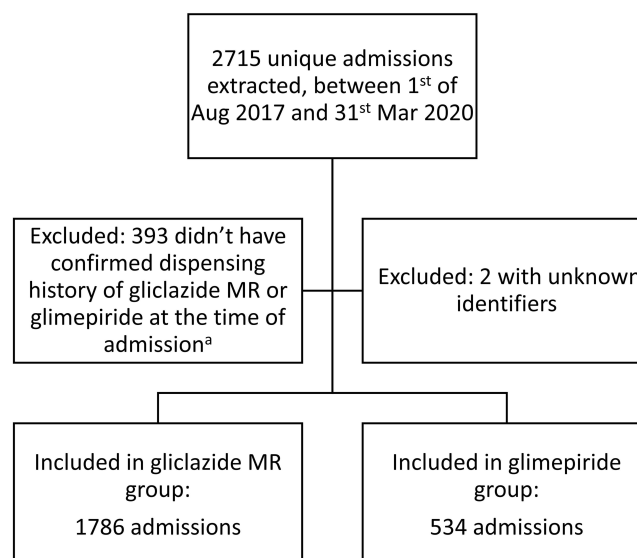 2715 unique admissions
extracted, between 1st of
Aug 2017 and 31st Mar 2020
Excluded: 393 didn’t have
confirmed dispensing
history of gliclazide MR or
glimepiride at the time of
admissiona
Excluded: 2 with unknown
identifiers
Included in gliclazide MR
group:
1786 admissions
Included in glimepiride
group:
534 admissions